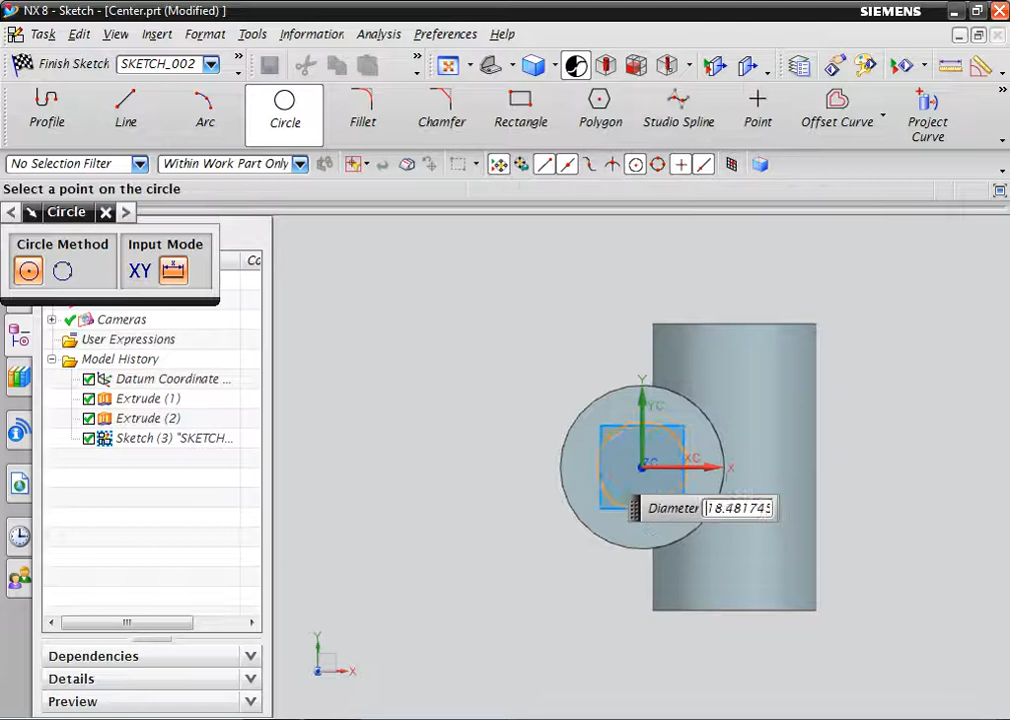 NX 8 - Sketch - [Center.prt (Modified) ]
SIEMENS
Task Edit View Insert Format Tools Information Analysis Preferences Help
Finish Sketch SKETCH_002
Profile Line Arc Circle Fillet Chamfer Rectangle Polygon Studio Spline Point Offset Curve Project Curve
No Selection Filter Within Work Part Only
Select a point on the circle
Circle
Circle Method Input Mode
XY
Cameras
User Expressions
Model History
Datum Coordinate ...
Extrude (1)
Extrude (2)
Sketch (3) "SKETCH...
Dependencies
Details
Preview
Y
YC
XC
X
ZC
Diameter 18.481745
Y
X